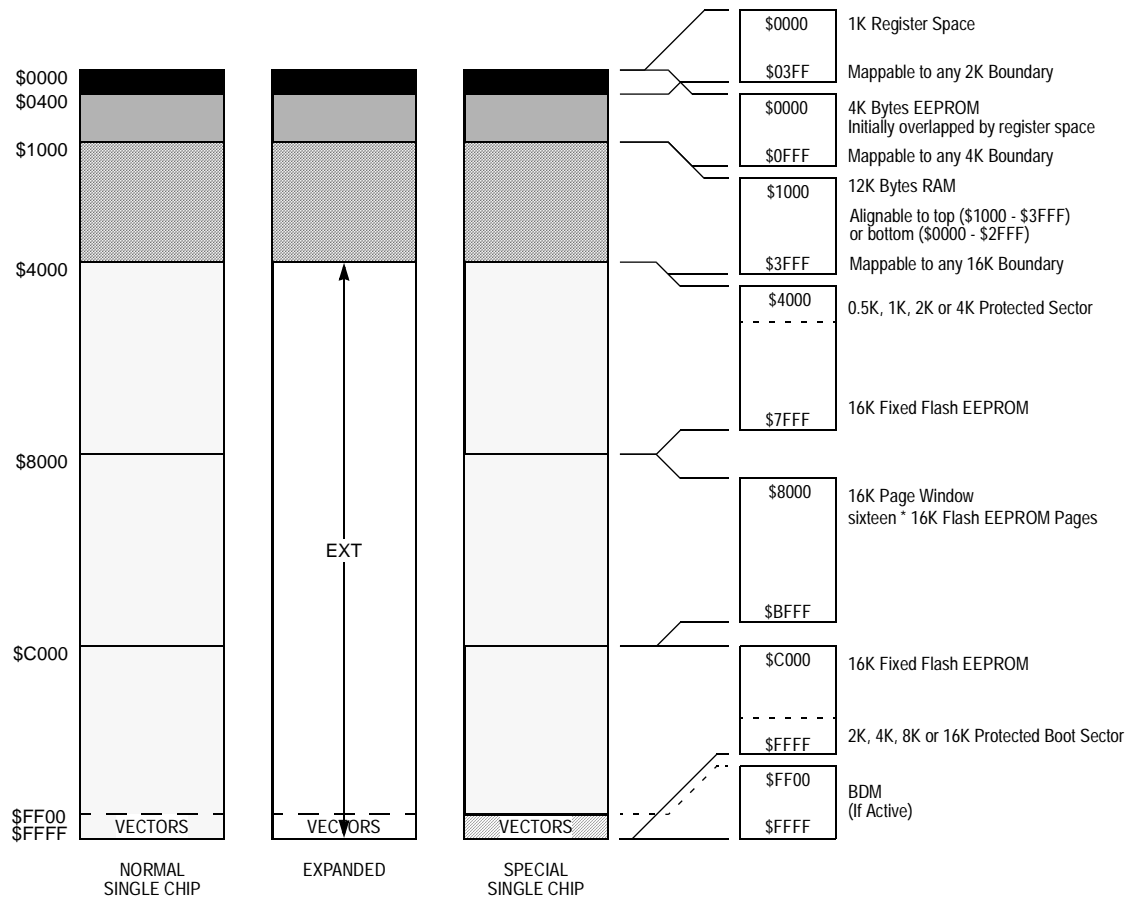 $0000
$0400
$1000
$4000
$8000
$C000
$FF00
$FFFF
VECTORS
NORMAL
SINGLE CHIP
EXT
VECTORS
EXPANDED
VECTORS
SPECIAL
SINGLE CHIP
$0000
1K Register Space
$03FF
Mappable to any 2K Boundary
$0000
4K Bytes EEPROM
Initially overlapped by register space
$0FFF
Mappable to any 4K Boundary
$1000
12K Bytes RAM
Alignable to top ($1000 - $3FFF)
or bottom ($0000 - $2FFF)
$3FFF
Mappable to any 16K Boundary
$4000
0.5K, 1K, 2K or 4K Protected Sector
16K Fixed Flash EEPROM
$7FFF
$8000
16K Page Window
sixteen * 16K Flash EEPROM Pages
$BFFF
$C000
16K Fixed Flash EEPROM
2K, 4K, 8K or 16K Protected Boot Sector
$FFFF
$FF00
BDM
(If Active)
$FFFF